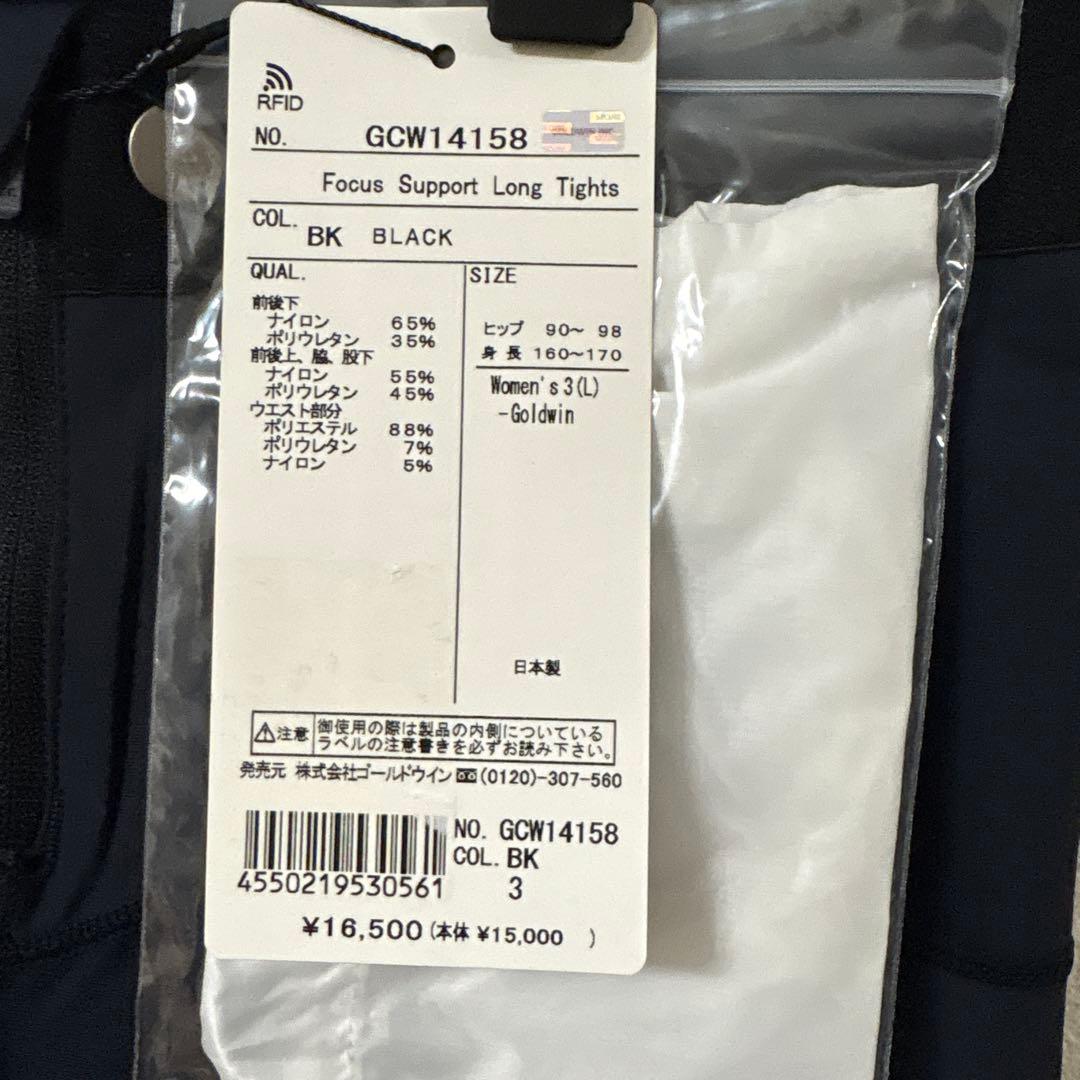 RFID
NO. GCW14158
Focus Support Long Tights
COL. BK BLACK
QUAL.
前後下
ナイロン 65%
ポリウレタン 35%
前後上、脇、股下
ナイロン 55%
ポリウレタン 45%
ウエスト部分
ポリエステル 88%
ポリウレタン 7%
ナイロン 5%
SIZE
ヒップ 90〜 98
身長 160〜170
Women's 3(L)
-Goldwin
日本製
注意
御使用の際は製品の内側についている
ラベルの注意書きを必ずお読み下さい。
発売元 株式会社ゴールドウイン (0120)-307-560
4550219530561
NO. GCW14158
COL. BK
3
¥16,500 (本体 ¥15,000 )